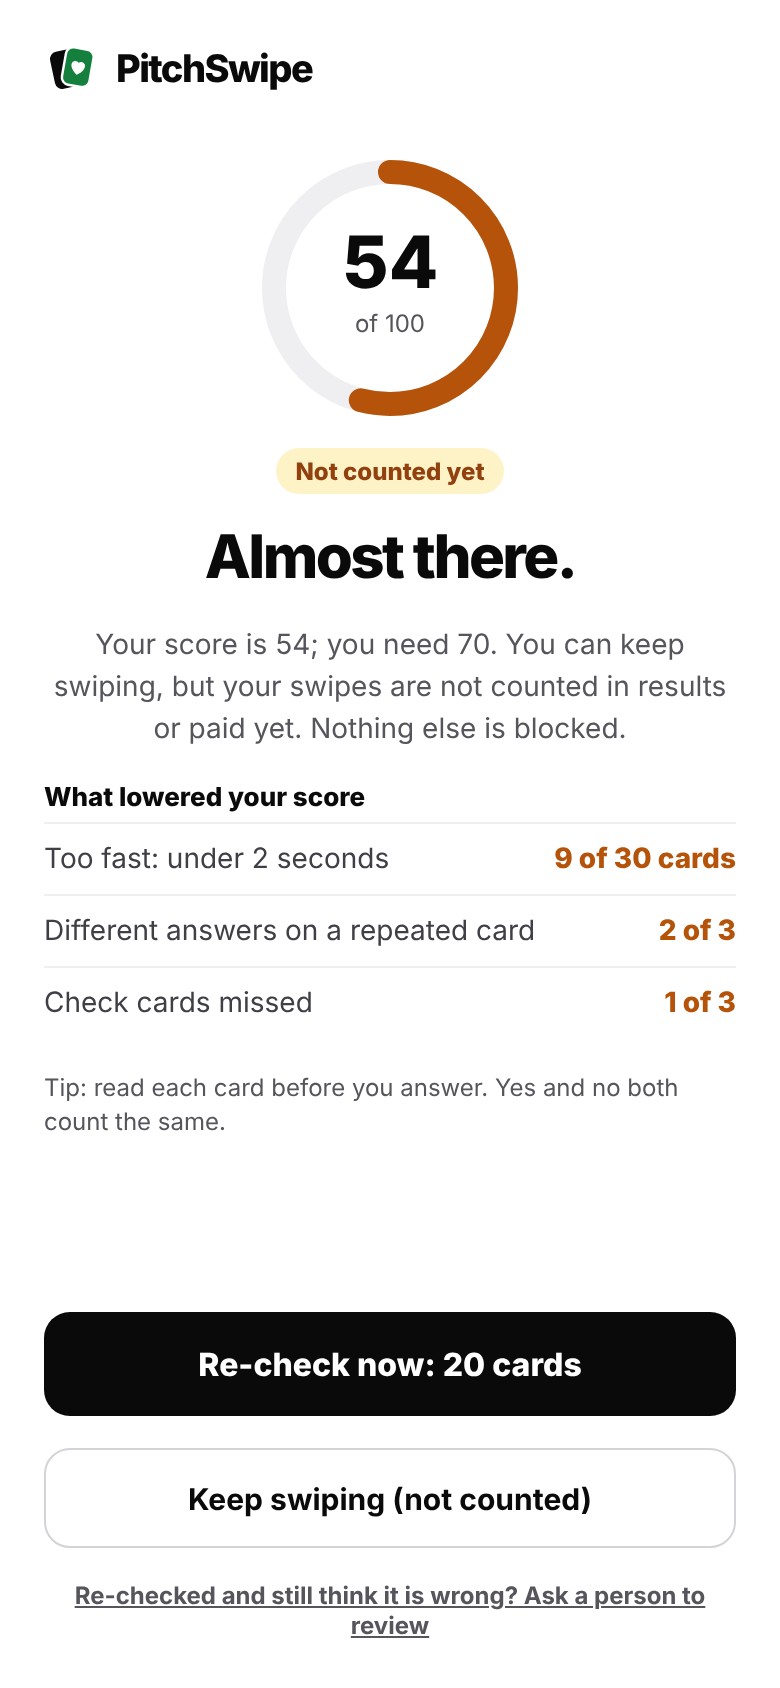 PitchSwipe
54
of 100
Not counted yet
Almost there.
Your score is 54; you need 70. You can keep
swiping, but your swipes are not counted in results
or paid yet. Nothing else is blocked.
What lowered your score
Too fast: under 2 seconds 9 of 30 cards
Different answers on a repeated card 2 of 3
Check cards missed 1 of 3
Tip: read each card before you answer. Yes and no both
count the same.
Re-check now: 20 cards
Keep swiping (not counted)
Re-checked and still think it is wrong? Ask a person to
review